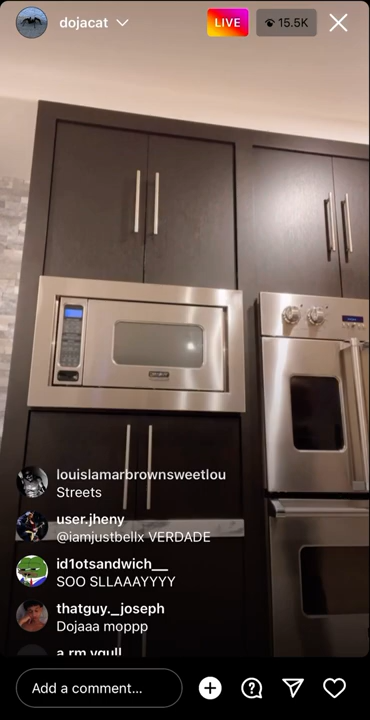 dojacat
LIVE
15.5K
louislamarbrownsweetlou
Streets
user.jheny
@iamjustbellx VERDADE
id1otsandwich__
SOO SLLAAAYYYY
thatguy._joseph
Dojaaa moppp
Add a comment...